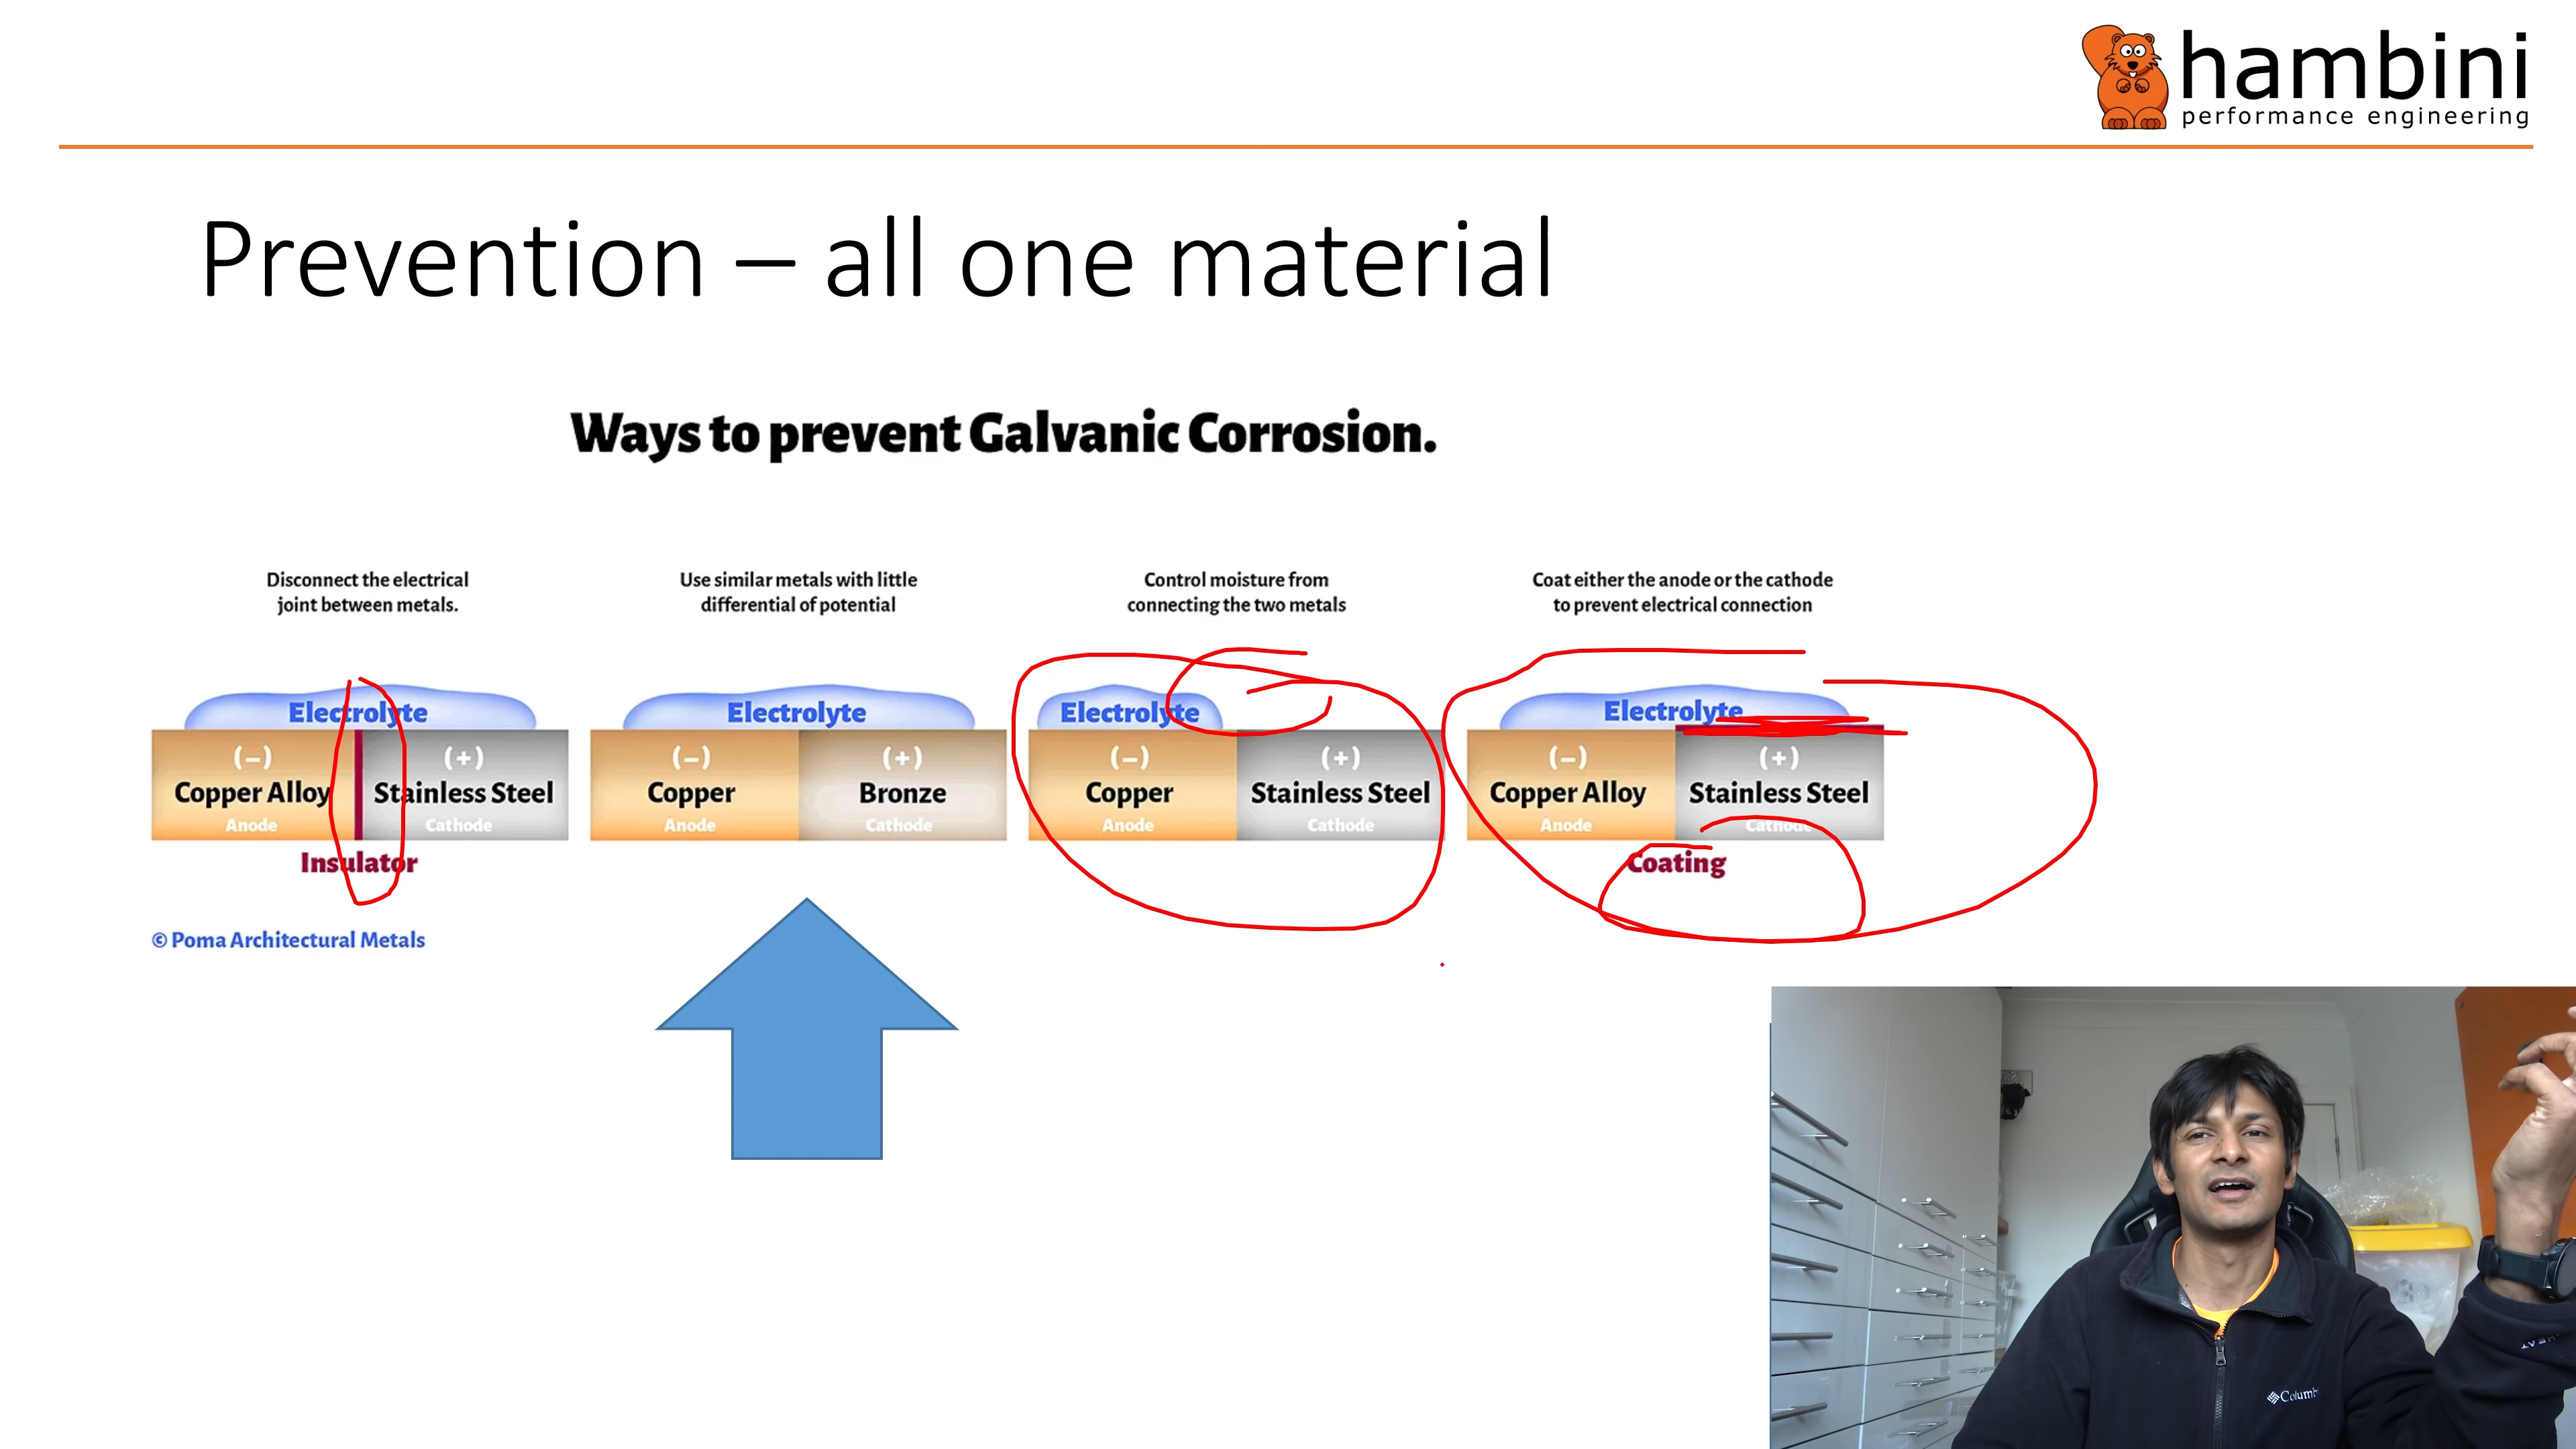 hambini
performance engineering
Prevention – all one material
Ways to prevent Galvanic Corrosion.
Disconnect the electrical
joint between metals.
Electrolyte
(–) (+)
Copper Alloy Stainless Steel
Anode Cathode
Insulator
Use similar metals with little
differential of potential
Electrolyte
(–) (+)
Copper Bronze
Anode Cathode
Control moisture from
connecting the two metals
Electrolyte
(–) (+)
Copper Stainless Steel
Anode Cathode
Coat either the anode or the cathode
to prevent electrical connection
Electrolyte
(–) (+)
Copper Alloy Stainless Steel
Anode Cathode
Coating
© Poma Architectural Metals